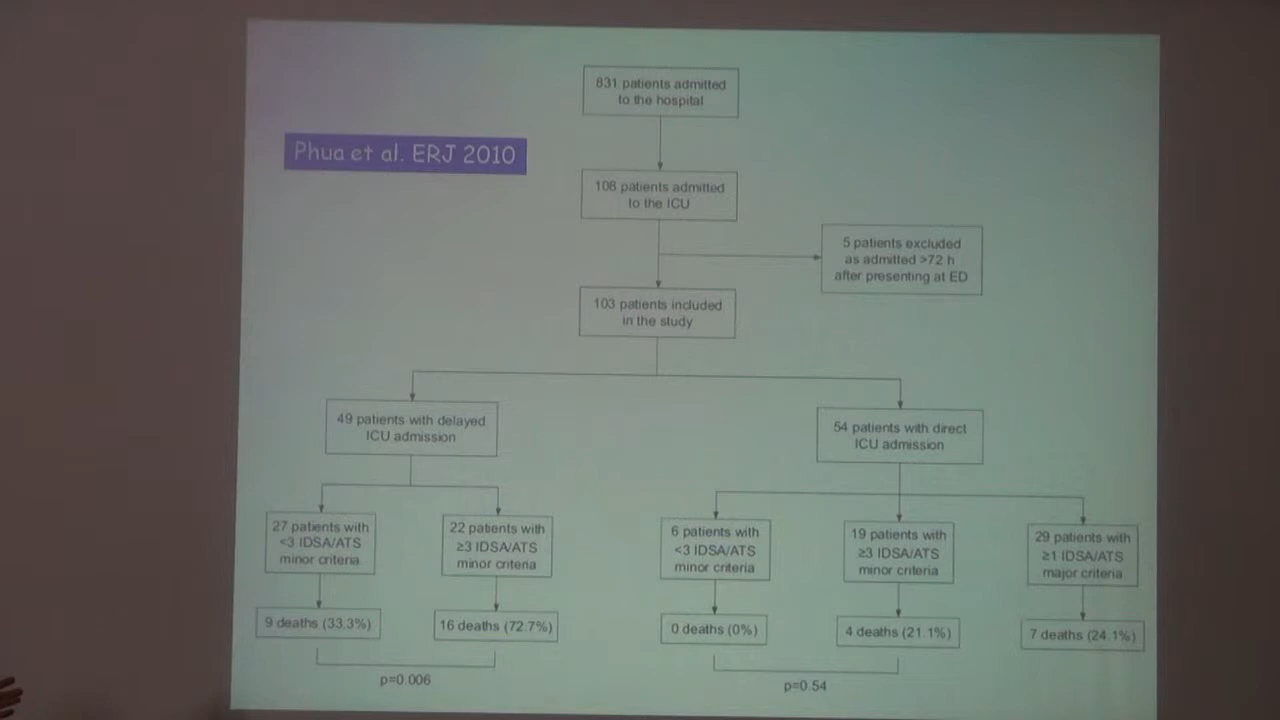 831 patients admitted
to the hospital
Phua et al. ERJ 2010
108 patients admitted
to the ICU
5 patients excluded
as admitted >72 h
after presenting at ED
103 patients included
in the study
49 patients with delayed
ICU admission
54 patients with direct
ICU admission
27 patients with
<3 IDSA/ATS
minor criteria
22 patients with
≥3 IDSA/ATS
minor criteria
6 patients with
<3 IDSA/ATS
minor criteria
19 patients with
≥3 IDSA/ATS
minor criteria
29 patients with
≥1 IDSA/ATS
major criteria
9 deaths (33.3%)
16 deaths (72.7%)
0 deaths (0%)
4 deaths (21.1%)
7 deaths (24.1%)
p=0.006
p=0.54